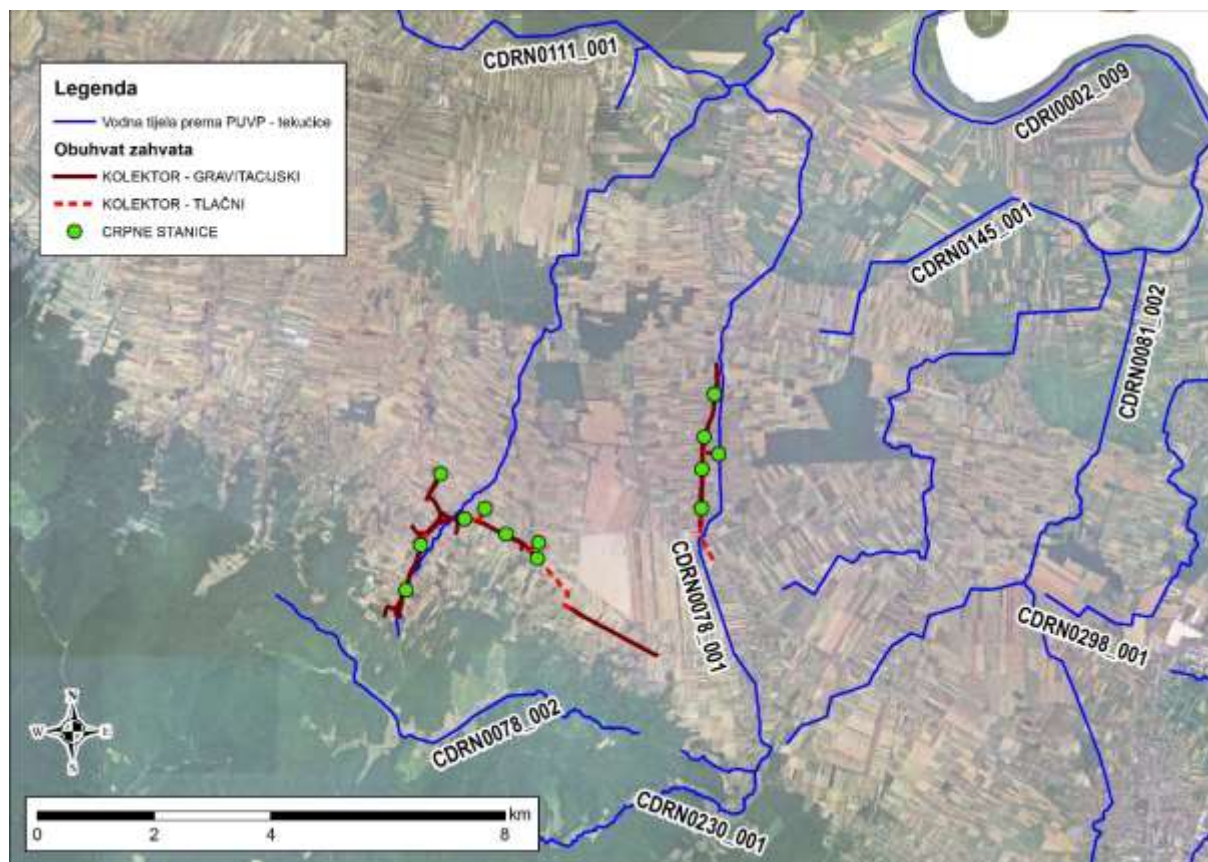 CDRN0111_001
CDRI0002_009
Legenda
Vodna tijela prema PUVP - tekućice
Obuhvat zahvata
KOLEKTOR - GRAVITACIJSKI
KOLEKTOR - TLAČNI
CRPNE STANICE
CDRN0145_001
CDRN0081_002
CDRN0078_001
CDRN0298_001
CDRN0078_002
CDRN0230_001
N
W E
S
km
0 2 4 8